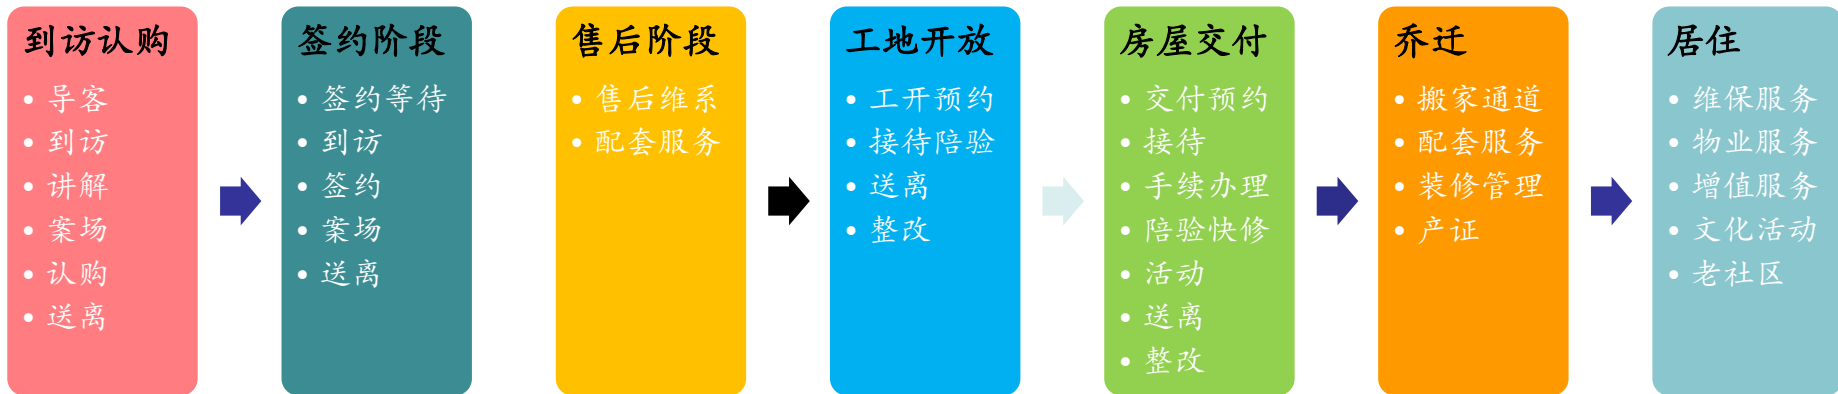 到访认购
• 导客
• 到访
• 讲解
• 案场
• 认购
• 送离
签约阶段
• 签约等待
• 到访
• 签约
• 案场
• 送离
售后阶段
• 售后维系
• 配套服务
工地开放
• 工开预约
• 接待陪验
• 送离
• 整改
房屋交付
• 交付预约
• 接待
• 手续办理
• 陪验快修
• 活动
• 送离
• 整改
乔迁
• 搬家通道
• 配套服务
• 装修管理
• 产证
居住
• 维保服务
• 物业服务
• 增值服务
• 文化活动
• 老社区